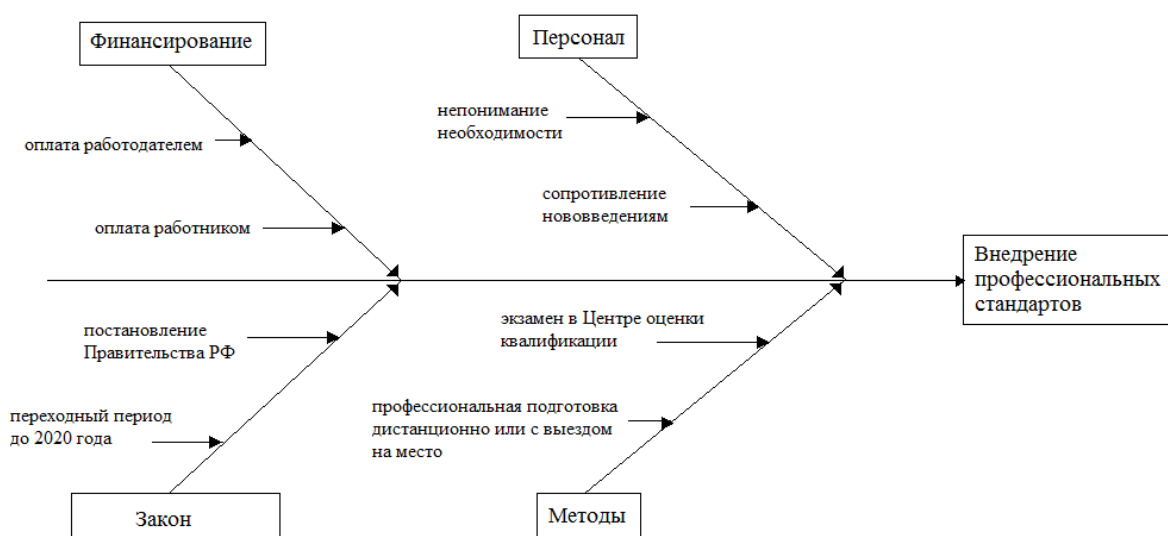 Финансирование
Персонал
непонимание
необходимости
оплата работодателем
сопротивление
нововведениям
оплата работником
Внедрение
профессиональных
стандартов
экзамен в Центре оценки
квалификации
постановление
Правительства РФ
профессиональная подготовка
дистанционно или с выездом
на место
переходный период
до 2020 года
Закон
Методы